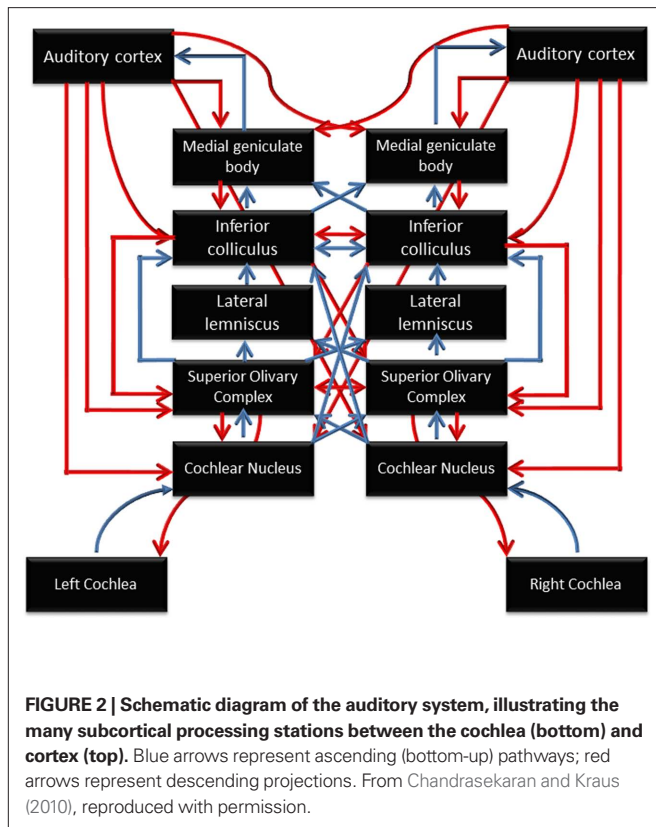 Auditory cortex
Auditory cortex
Medial geniculate
body
Medial geniculate
body
Inferior
colliculus
Inferior
colliculus
Lateral
lemniscus
Lateral
lemniscus
Superior Olivary
Complex
Superior Olivary
Complex
Cochlear Nucleus
Cochlear Nucleus
Left Cochlea
Right Cochlea
FIGURE 2 | Schematic diagram of the auditory system, illustrating the
many subcortical processing stations between the cochlea (bottom) and
cortex (top). Blue arrows represent ascending (bottom-up) pathways; red
arrows represent descending projections. From Chandrasekaran and Kraus
(2010), reproduced with permission.